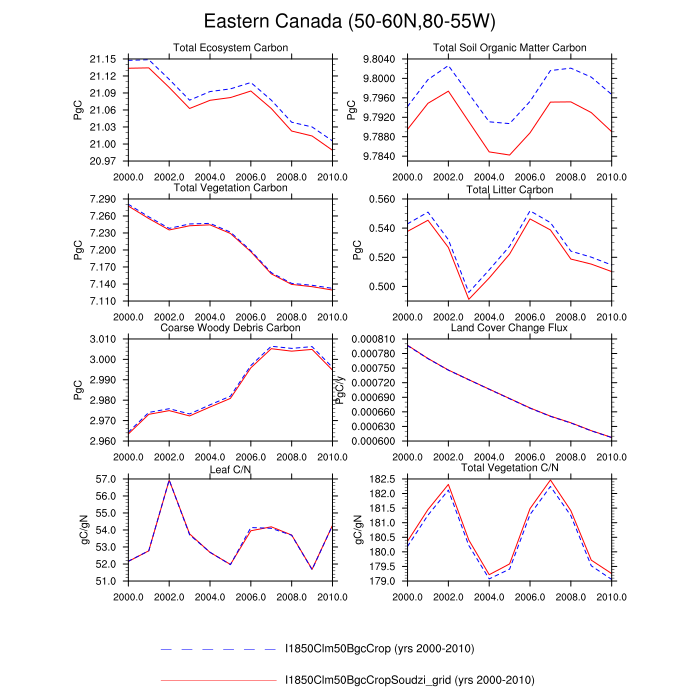 Eastern Canada (50-60N,80-55W)
Total Ecosystem Carbon
PgC
21.15
21.12
21.09
21.06
21.03
21.00
20.97
2000.0 2002.0 2004.0 2006.0 2008.0 2010.0
Total Soil Organic Matter Carbon
PgC
9.8040
9.8000
9.7960
9.7920
9.7880
9.7840
2000.0 2002.0 2004.0 2006.0 2008.0 2010.0
Total Vegetation Carbon
PgC
7.290
7.260
7.230
7.200
7.170
7.140
7.110
2000.0 2002.0 2004.0 2006.0 2008.0 2010.0
Total Litter Carbon
PgC
0.560
0.540
0.520
0.500
2000.0 2002.0 2004.0 2006.0 2008.0 2010.0
Coarse Woody Debris Carbon
PgC
3.010
3.000
2.990
2.980
2.970
2.960
2000.0 2002.0 2004.0 2006.0 2008.0 2010.0
Land Cover Change Flux
PgC/y
0.000810
0.000780
0.000750
0.000720
0.000690
0.000660
0.000630
0.000600
2000.0 2002.0 2004.0 2006.0 2008.0 2010.0
Leaf C/N
gC/gN
57.0
56.0
55.0
54.0
53.0
52.0
51.0
2000.0 2002.0 2004.0 2006.0 2008.0 2010.0
Total Vegetation C/N
gC/gN
182.5
182.0
181.5
181.0
180.5
180.0
179.5
179.0
2000.0 2002.0 2004.0 2006.0 2008.0 2010.0
I1850Clm50BgcCrop (yrs 2000-2010)
I1850Clm50BgcCropSoudzi_grid (yrs 2000-2010)